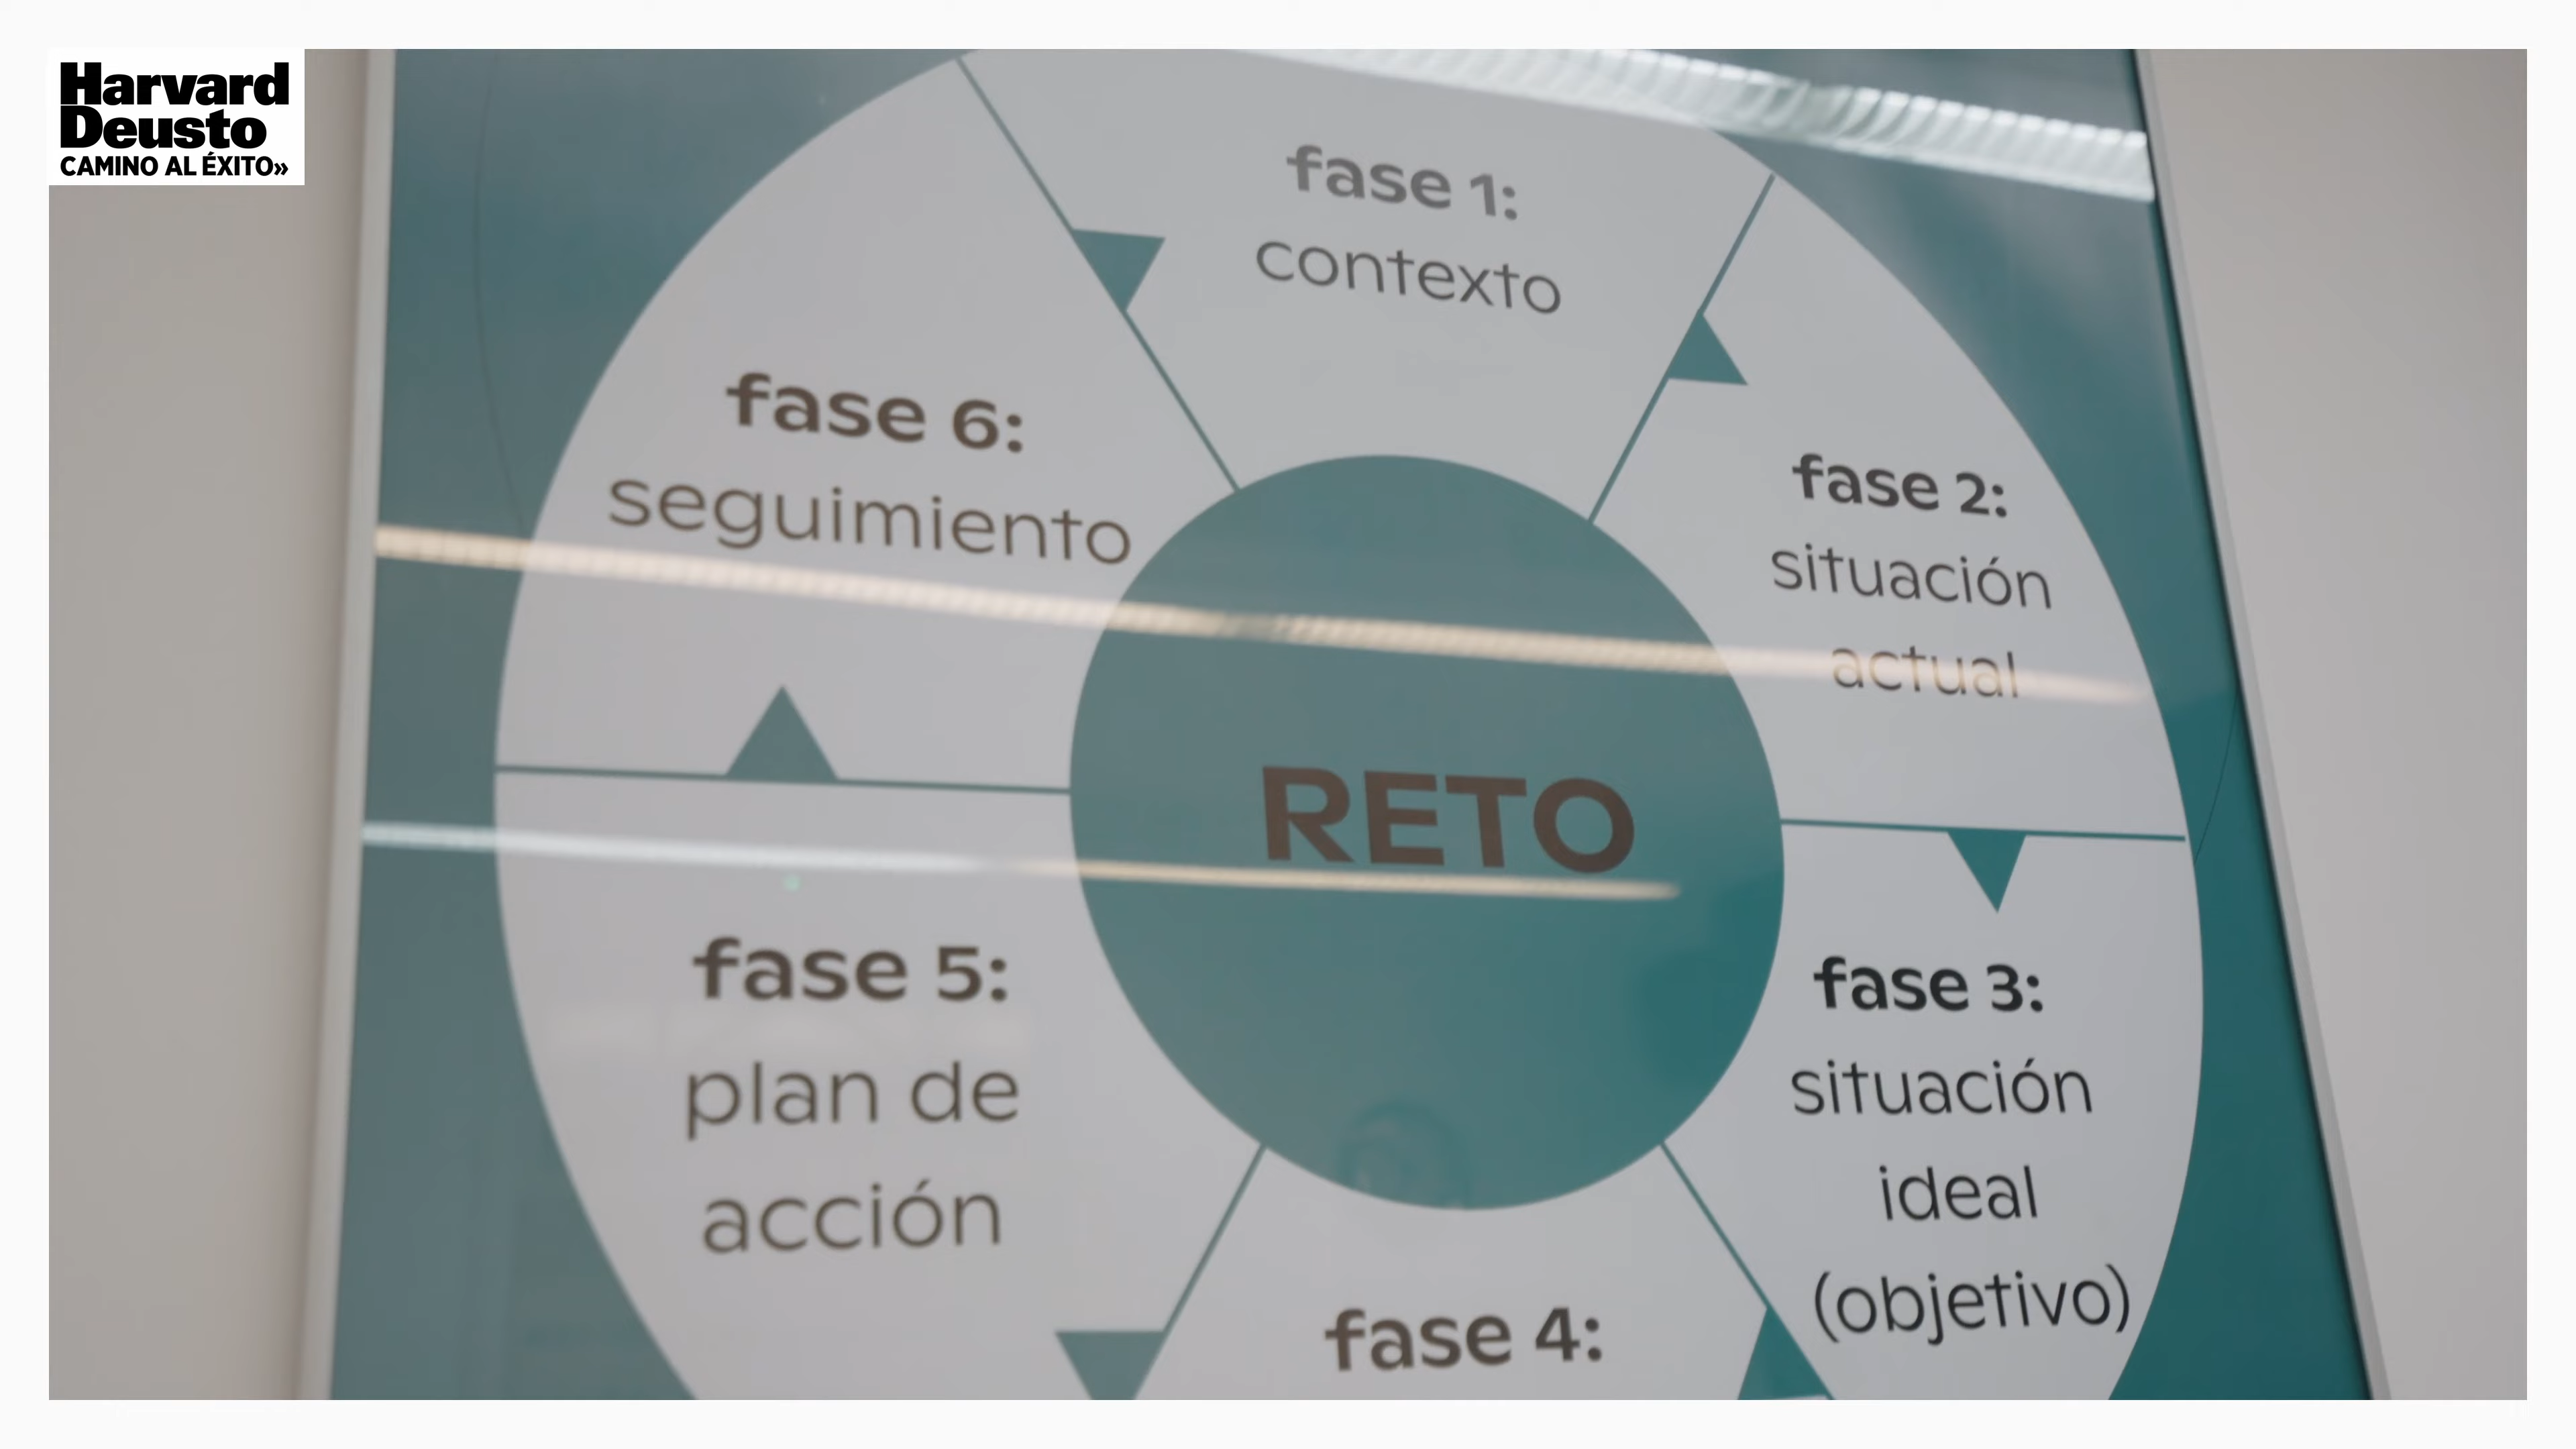 Harvard
Deusto
CAMINO AL ÉXITO»
fase 1:
contexto
fase 2:
situación
actual
fase 3:
situación
ideal
(objetivo)
fase 4:
fase 5:
plan de
acción
fase 6:
seguimiento
RETO